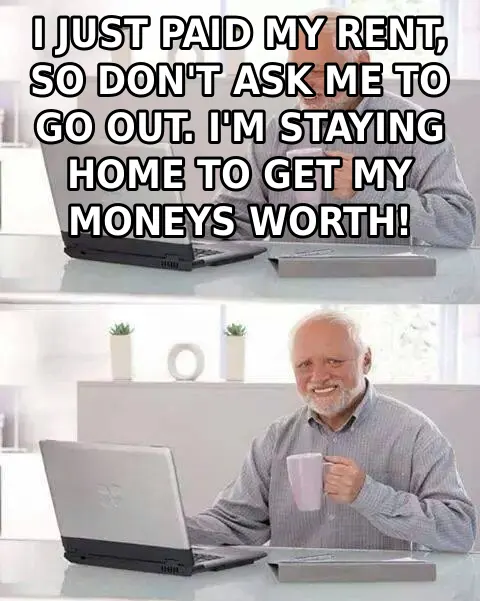 I JUST PAID MY RENT,
SO DON'T ASK ME TO
GO OUT. I'M STAYING
HOME TO GET MY
MONEYS WORTH!